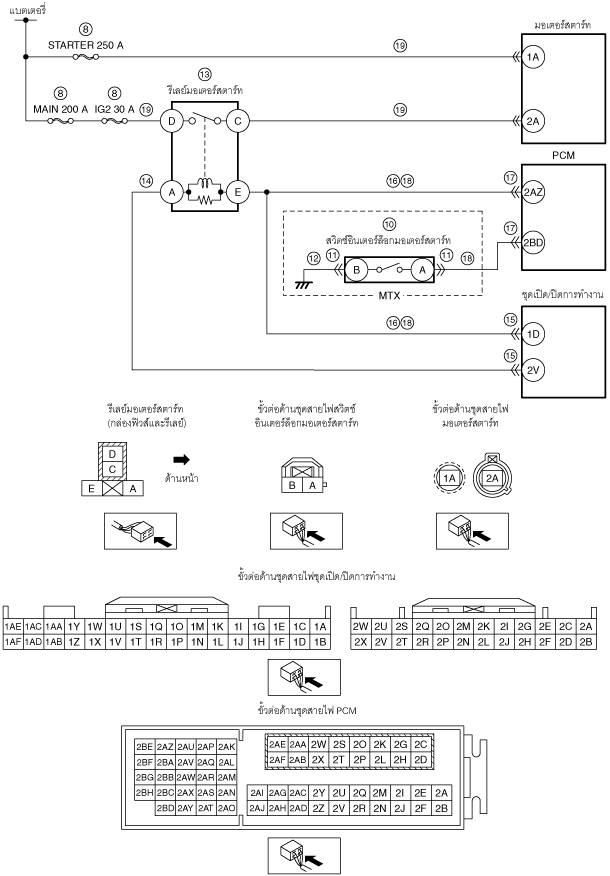 แบตเตอรี่
มอเตอร์สตาร์ท
8
STARTER 250 A
19
1A
13
รีเลย์มอเตอร์สตาร์ท
8
8
MAIN 200 A
IG2 30 A
19
D
C
19
2A
PCM
14
A
E
16 18
17
2AZ
10
สวิตช์อินเตอร์ล็อกมอเตอร์สตาร์ท
17
2BD
12
11
B
A
11
18
MTX
ชุดเปิด/ปิดการทำงาน
16 18
15
1D
15
2V
รีเลย์มอเตอร์สตาร์ท
(กล่องฟิวส์และรีเลย์)
ขั้วต่อด้านชุดสายไฟสวิตช์
อินเตอร์ล็อกมอเตอร์สตาร์ท
ขั้วต่อด้านชุดสายไฟ
มอเตอร์สตาร์ท
D
C
E
A
ด้านหน้า
B A
1A
2A
ขั้วต่อด้านชุดสายไฟชุดเปิด/ปิดการทำงาน
1AE 1AC 1AA 1Y 1W 1U 1S 1Q 1O 1M 1K 1I 1G 1E 1C 1A
1AF 1AD 1AB 1Z 1X 1V 1T 1R 1P 1N 1L 1J 1H 1F 1D 1B
2W 2U 2S 2Q 2O 2M 2K 2I 2G 2E 2C 2A
2X 2V 2T 2R 2P 2N 2L 2J 2H 2F 2D 2B
ขั้วต่อด้านชุดสายไฟ PCM
2BE 2AZ 2AU 2AP 2AK
2BF 2BA 2AV 2AQ 2AL
2BG 2BB 2AW 2AR 2AM
2BH 2BC 2AX 2AS 2AN
2BD 2AY 2AT 2AO
2AE 2AA 2W 2S 2O 2K 2G 2C
2AF 2AB 2X 2T 2P 2L 2H 2D
2AI 2AG 2AC 2Y 2U 2Q 2M 2I 2E 2A
2AJ 2AH 2AD 2Z 2V 2R 2N 2J 2F 2B